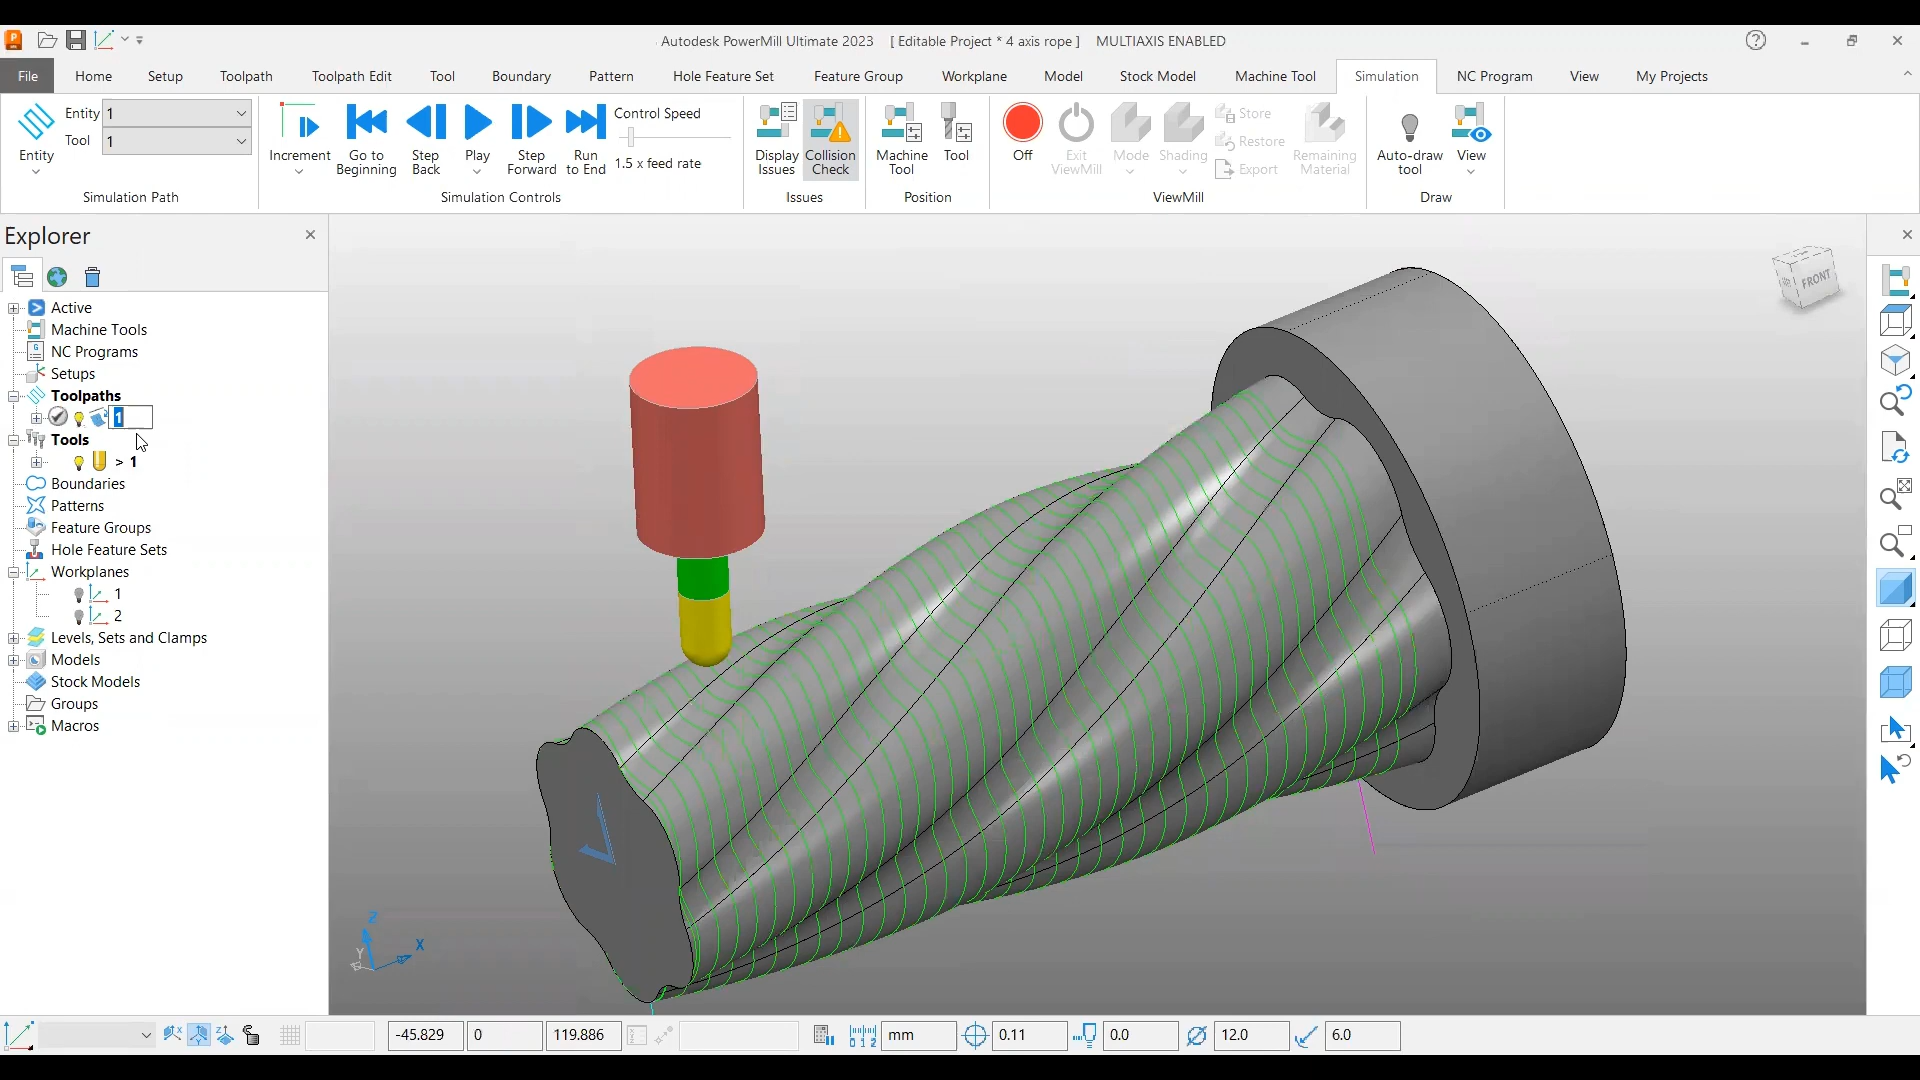 Autodesk PowerMill Ultimate 2023 [ Editable Project * 4 axis rope ] MULTIAXIS ENABLED
File Home Setup Toolpath Toolpath Edit Tool Boundary Pattern Hole Feature Set Feature Group Workplane Model Stock Model Machine Tool Simulation NC Program View My Projects
Entity 1
Tool 1
Entity
Simulation Path
Increment
Go to Beginning
Step Back
Play
Step Forward
Run to End
Control Speed
1.5 x feed rate
Simulation Controls
Display Issues
Collision Check
Issues
Machine Tool
Tool
Position
Off
Exit ViewMill
Mode
Shading
Store
Restore
Export
Remaining Material
ViewMill
Auto-draw tool
View
Draw
Explorer
Active
Machine Tools
NC Programs
Setups
Toolpaths
1
Tools
> 1
Boundaries
Patterns
Feature Groups
Hole Feature Sets
Workplanes
1
2
Levels, Sets and Clamps
Models
Stock Models
Groups
Macros
FRONT
Z
Y
X
-45.829 0 119.886 mm 0.11 0.0 12.0 6.0